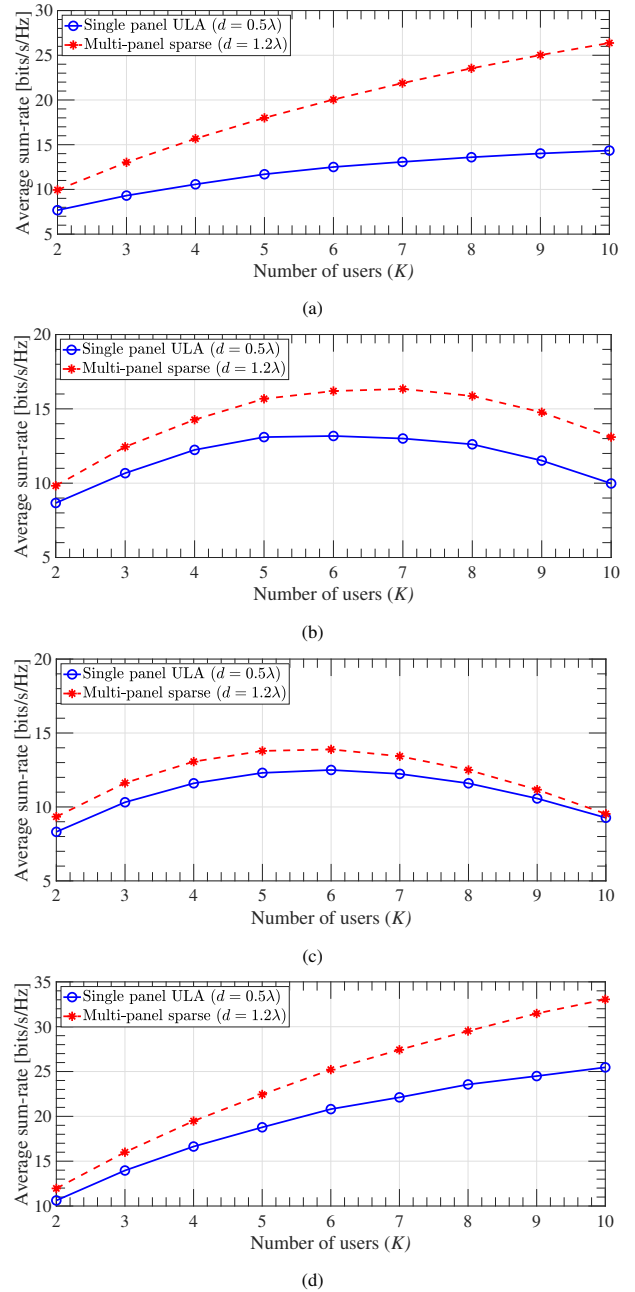 30
25
20
15
10
5
Average sum-rate [bits/s/Hz]
Single panel ULA (d = 0.5λ)
Multi-panel sparse (d = 1.2λ)
2 3 4 5 6 7 8 9 10
Number of users (K)
(a)
20
15
10
5
Average sum-rate [bits/s/Hz]
Single panel ULA (d = 0.5λ)
Multi-panel sparse (d = 1.2λ)
2 3 4 5 6 7 8 9 10
Number of users (K)
(b)
20
15
10
5
Average sum-rate [bits/s/Hz]
Single panel ULA (d = 0.5λ)
Multi-panel sparse (d = 1.2λ)
2 3 4 5 6 7 8 9 10
Number of users (K)
(c)
35
30
25
20
15
10
Average sum-rate [bits/s/Hz]
Single panel ULA (d = 0.5λ)
Multi-panel sparse (d = 1.2λ)
2 3 4 5 6 7 8 9 10
Number of users (K)
(d)